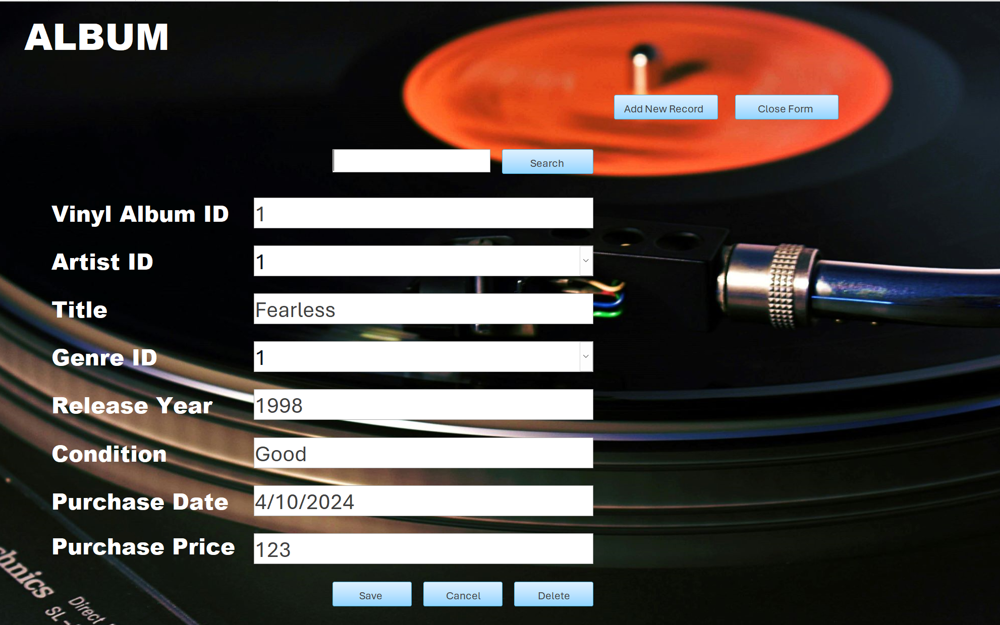 ALBUM
Add New Record
Close Form
Search
Vinyl Album ID
1
Artist ID
1
Title
Fearless
Genre ID
1
Release Year
1998
Condition
Good
Purchase Date
4/10/2024
Purchase Price
123
Save
Cancel
Delete
chnics
Direct
SL-